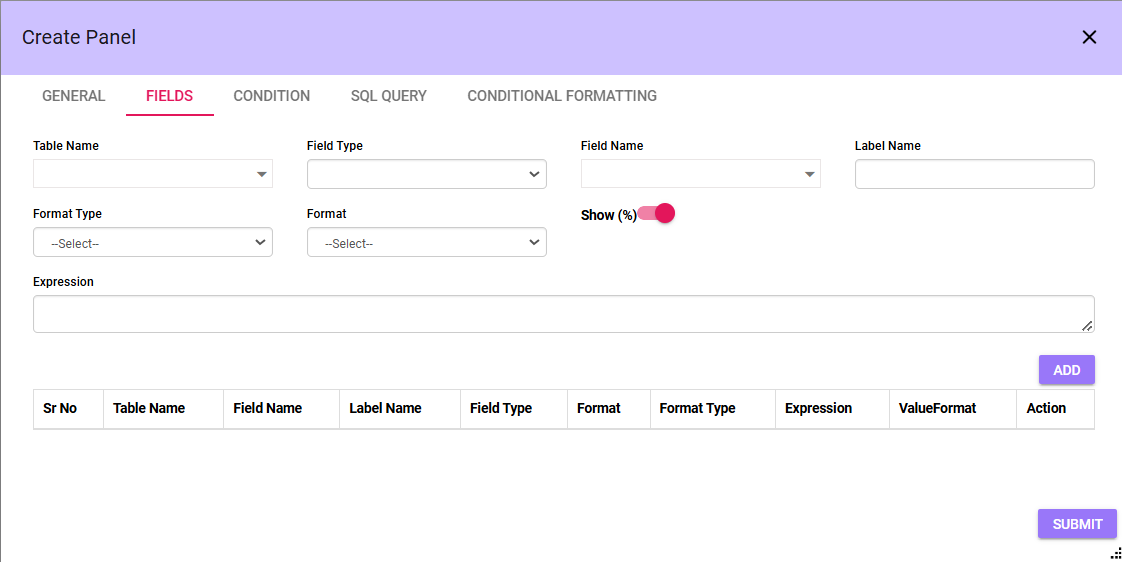 Create Panel
GENERAL FIELDS CONDITION SQL QUERY CONDITIONAL FORMATTING
Table Name Field Type Field Name Label Name
Format Type Format Show (%)
--Select-- --Select--
Expression
ADD
Sr No Table Name Field Name Label Name Field Type Format Format Type Expression ValueFormat Action
SUBMIT